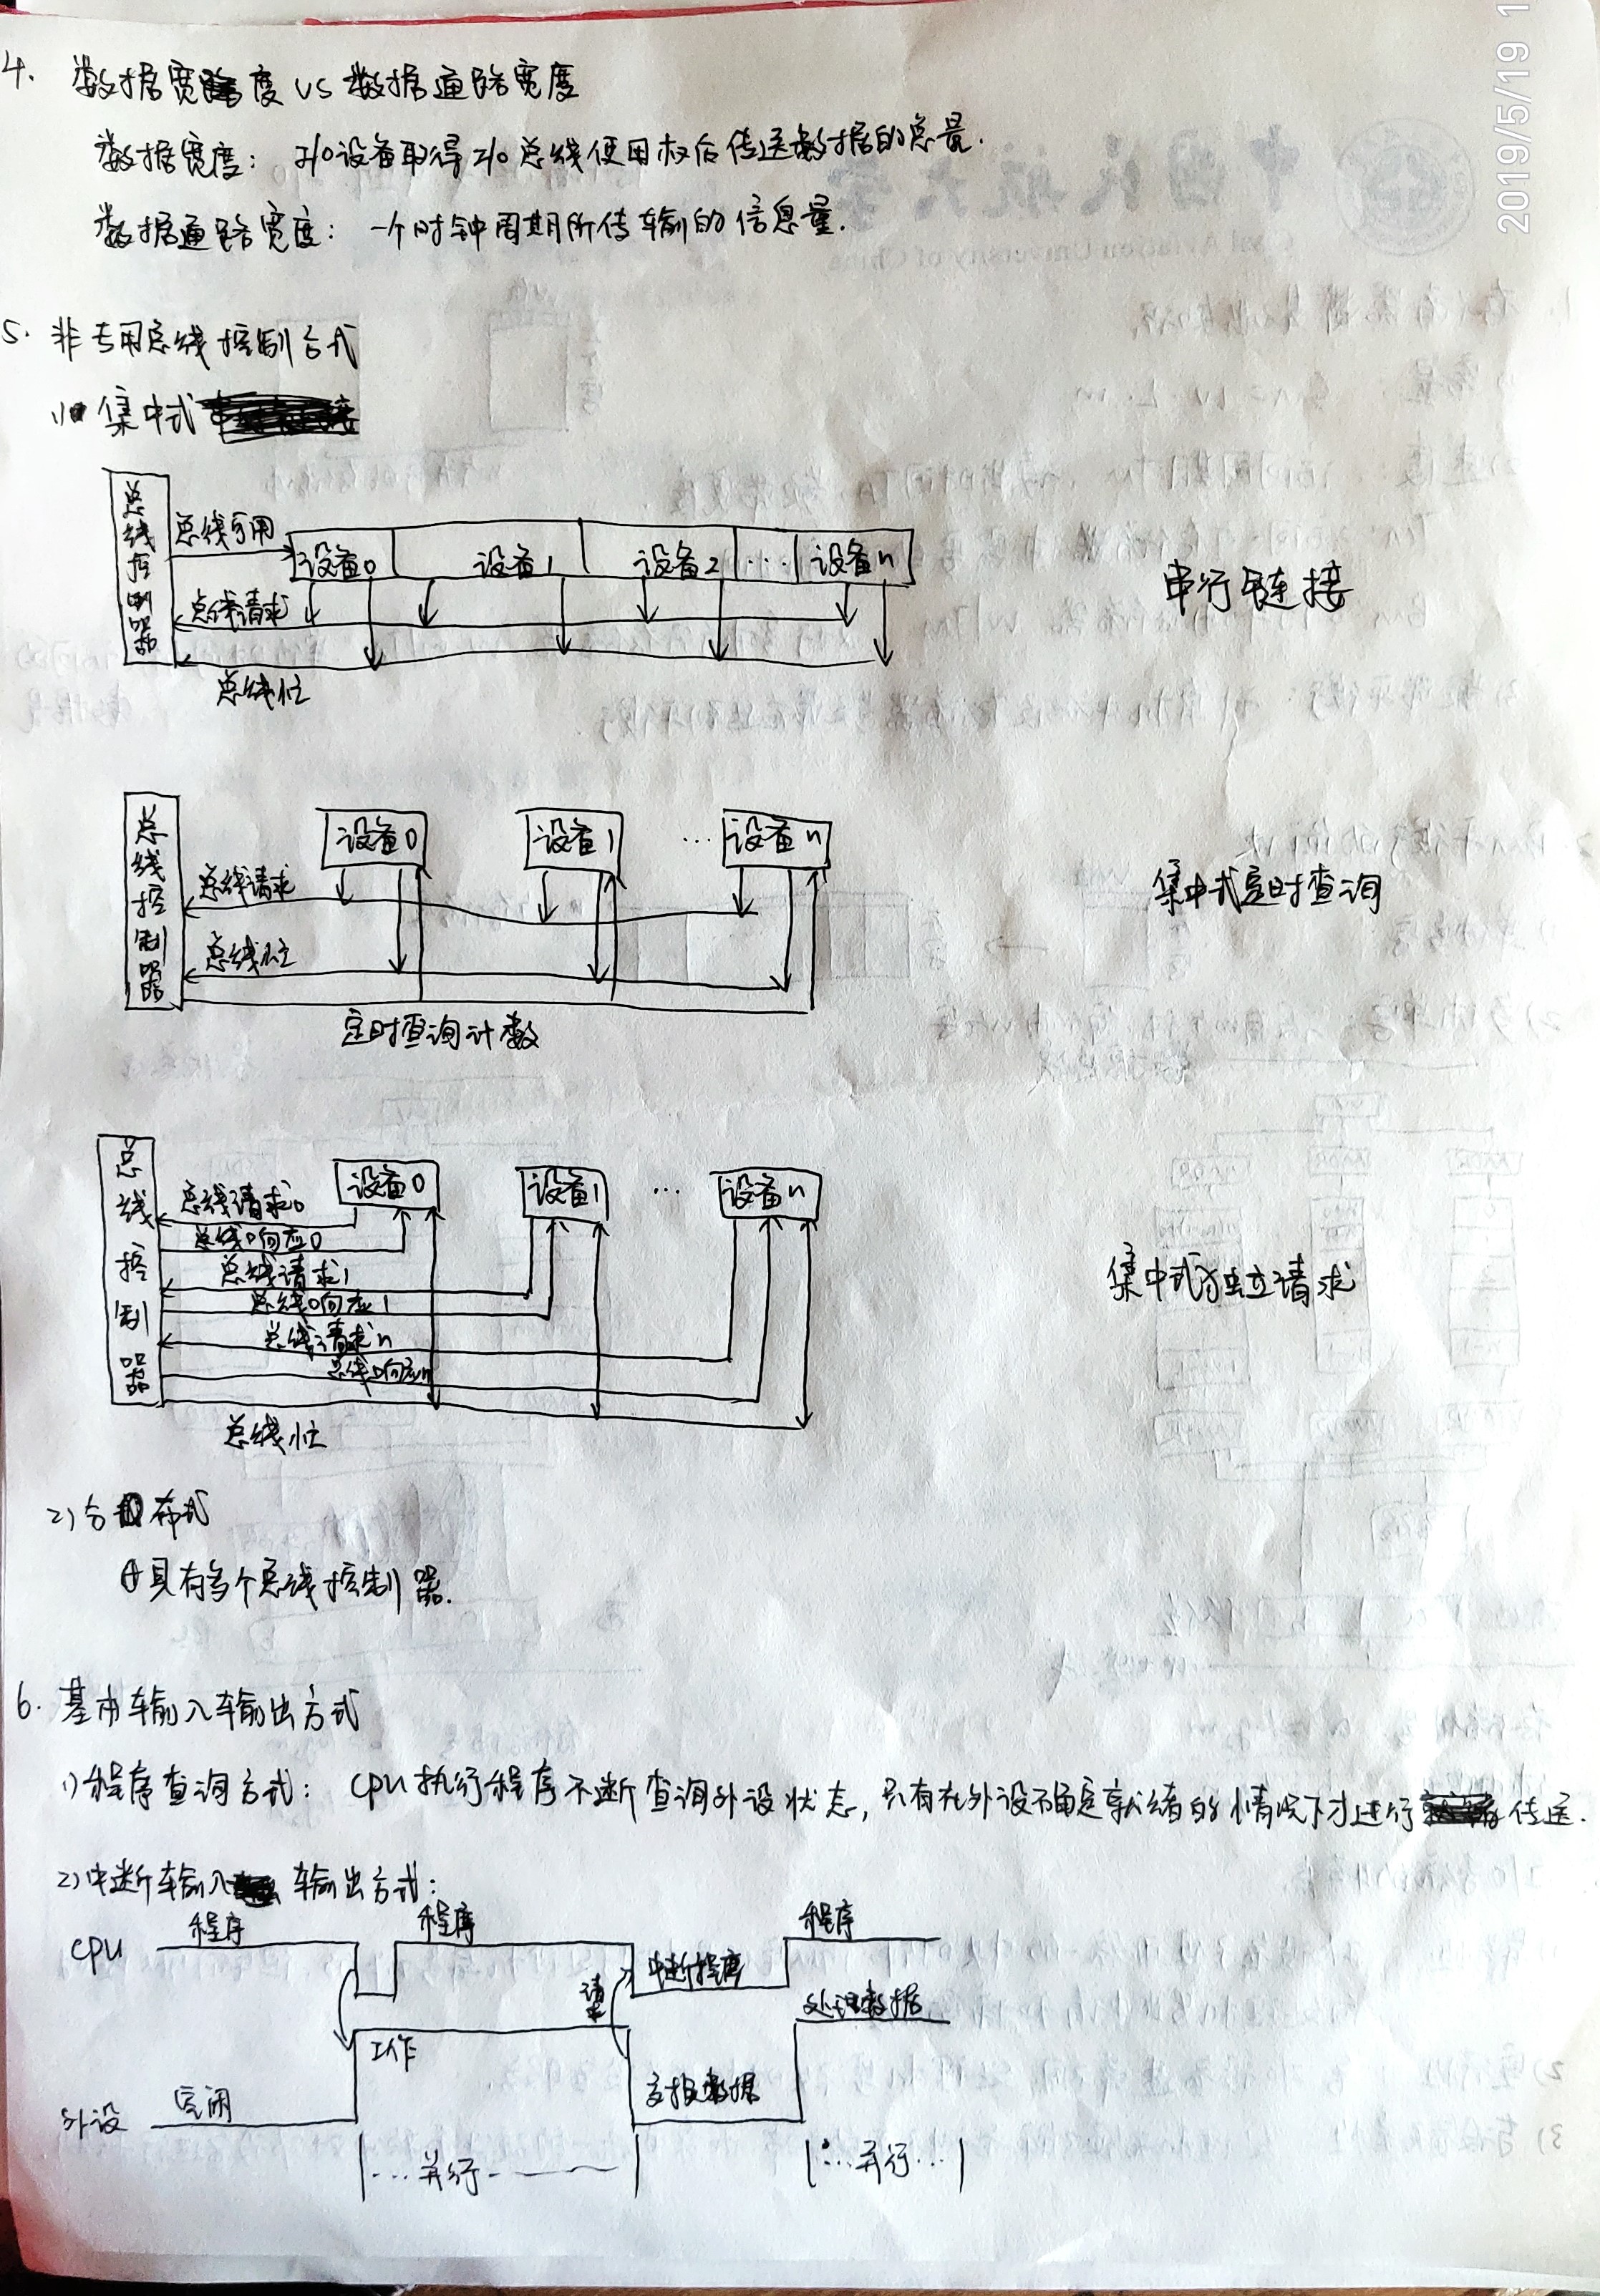 2019/5/19 1
4. 数据宽度 vs 数据通路宽度
数据宽度: I/O设备取得I/O总线使用权后传送数据的总量.
数据通路宽度: 一个时钟周期所传输的信息量.
5. 非专用总线控制方式
1) 集中式
总线控制器
总线可用
设备0 设备1 设备2 ... 设备n
总线请求
总线忙
串行链接
总线控制器
设备0 设备1 ... 设备n
总线请求
总线忙
定时查询计数
集中式定时查询
总线控制器
设备0 设备1 ... 设备n
总线请求0
总线响应0
总线请求1
总线响应1
总线请求n
总线响应n
总线忙
集中式独立请求
2) 分布式
具有多个总线控制器.
6. 基本输入输出方式
1) 程序查询方式: CPU执行程序不断查询外设状态, 只有在外设确定就绪的情况下才进行传送.
2) 中断输入输出方式:
CPU 程序 程序 中断程序 程序
请求
外设 空闲 工作 交换数据 处理数据
|...并行---| |...并行...|